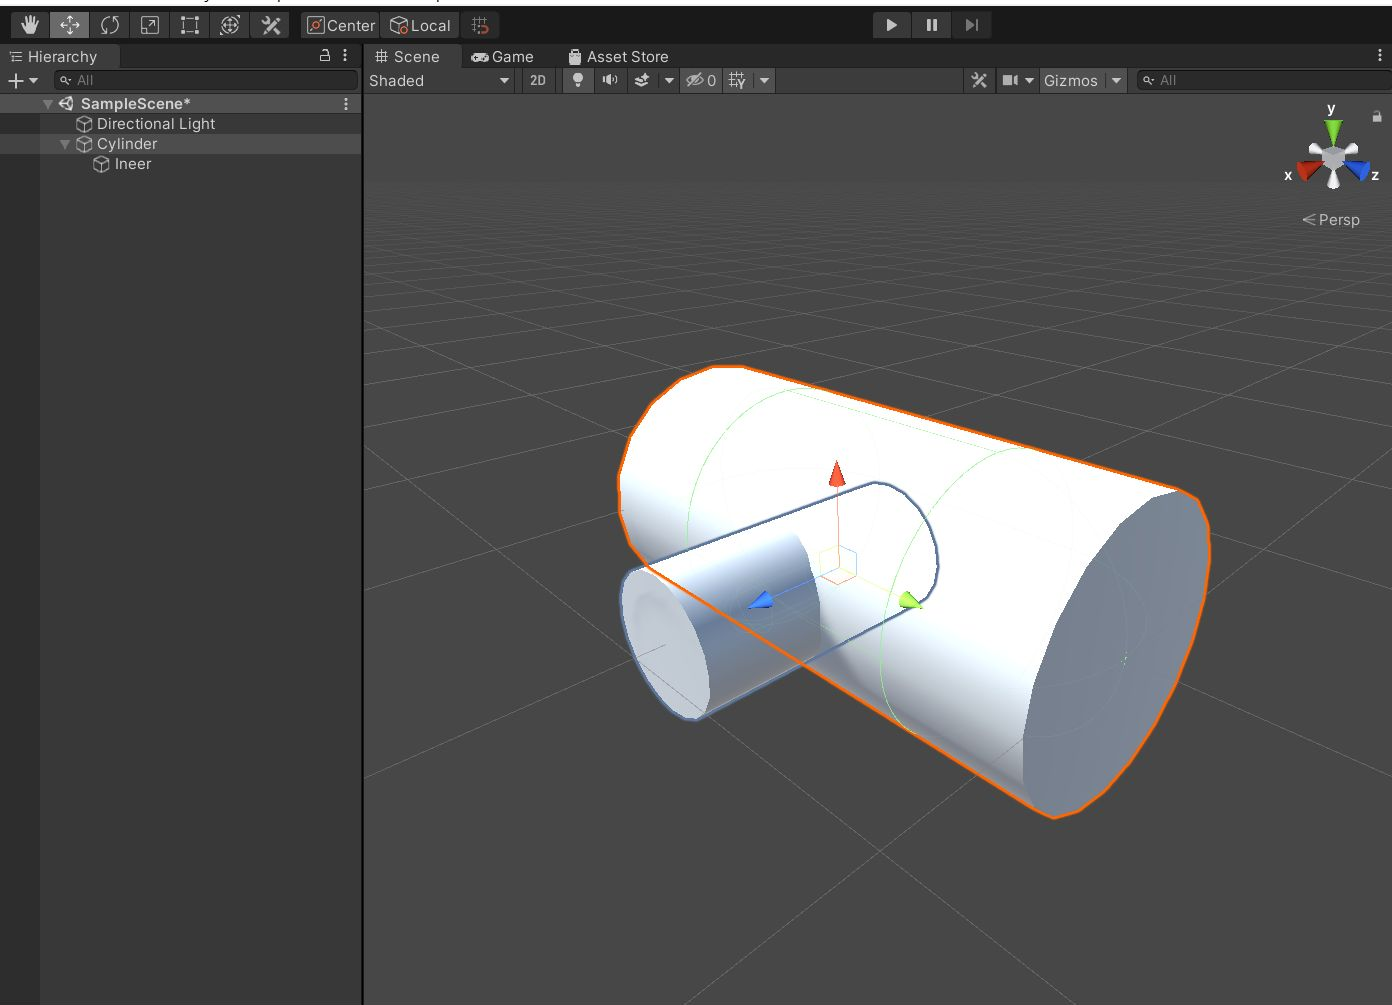 Center Local
Hierarchy
All
SampleScene*
Directional Light
Cylinder
Ineer
Scene Game Asset Store
Shaded 2D 0 Gizmos All
y
x z
Persp